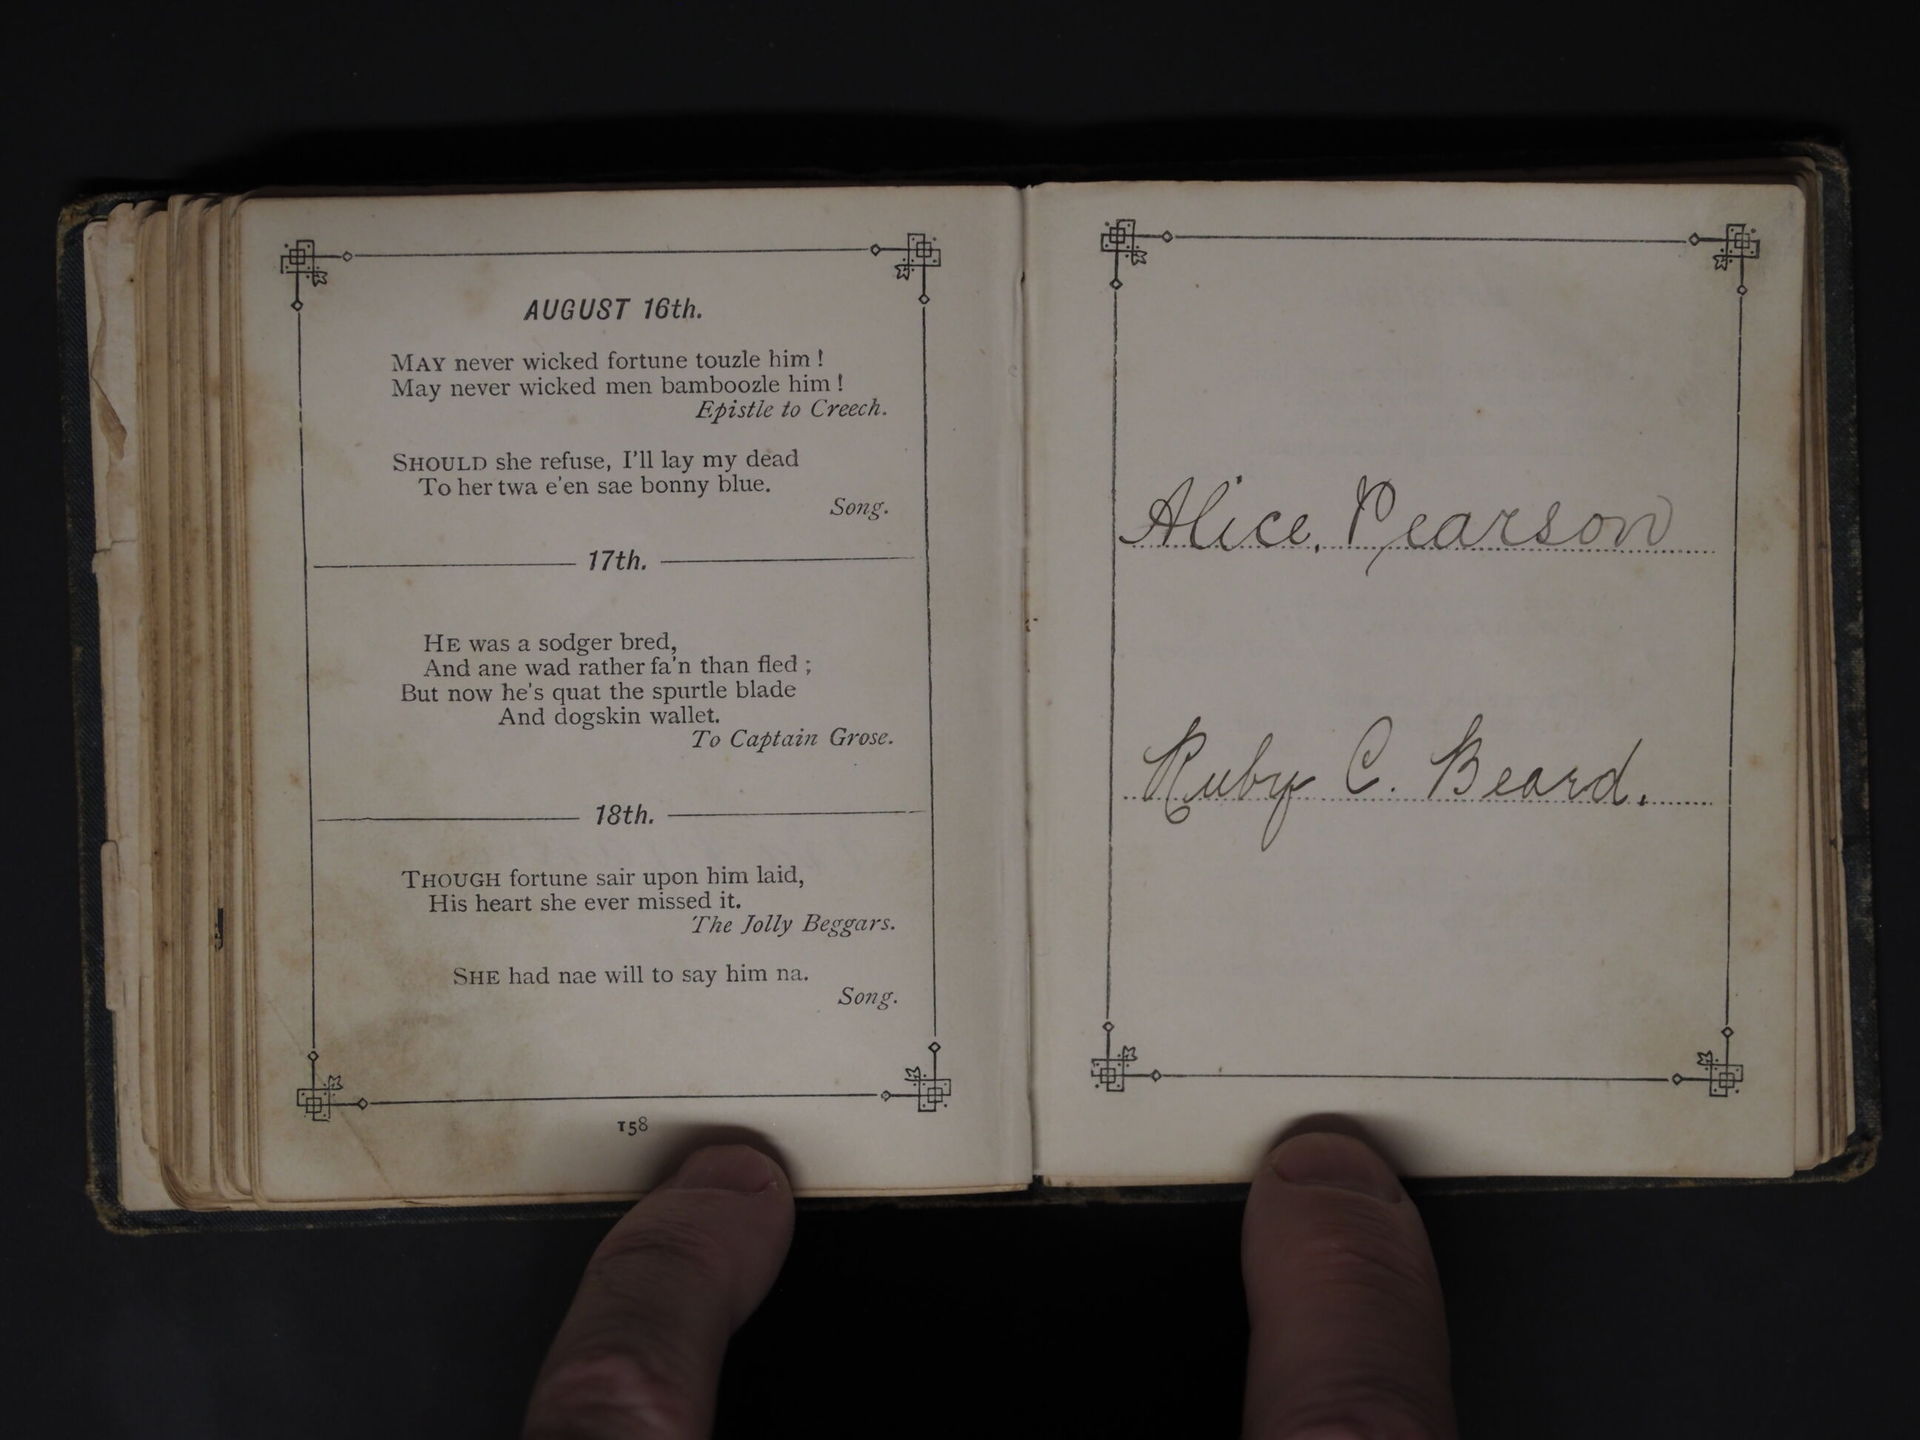 AUGUST 16th.
MAY never wicked fortune touzle him !
May never wicked men bamboozle him !
Epistle to Creech.
SHOULD she refuse, I'll lay my dead
To her twa e'en sae bonny blue.
Song.
17th.
HE was a sodger bred,
And ane wad rather fa'n than fled ;
But now he's quat the spurtle blade
And dogskin wallet.
To Captain Grose.
18th.
THOUGH fortune sair upon him laid,
His heart she ever missed it.
The Jolly Beggars.
SHE had nae will to say him na.
Song.
158
Alice. Pearson
Ruby C. Beard.